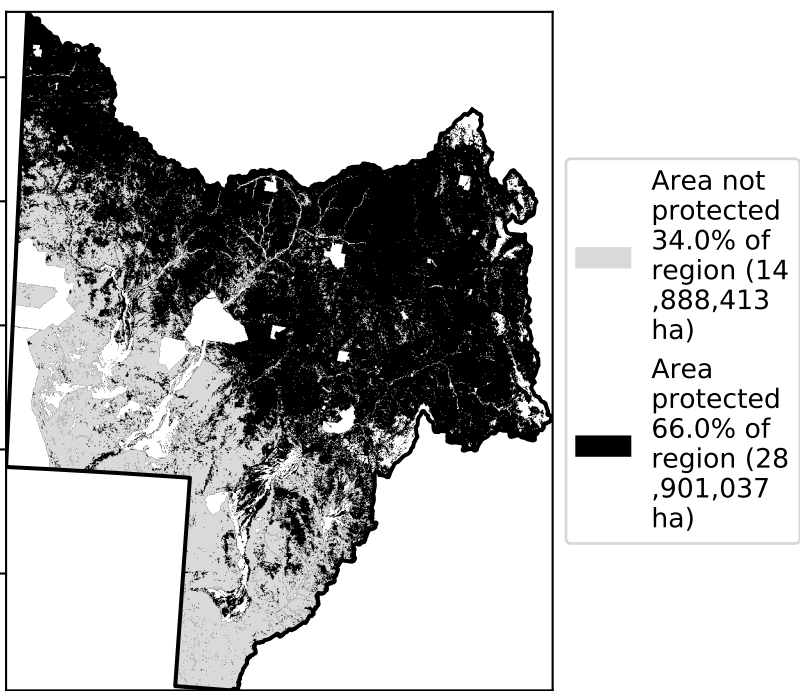 Area not
protected
34.0% of
region (14
,888,413
ha)
Area
protected
66.0% of
region (28
,901,037
ha)